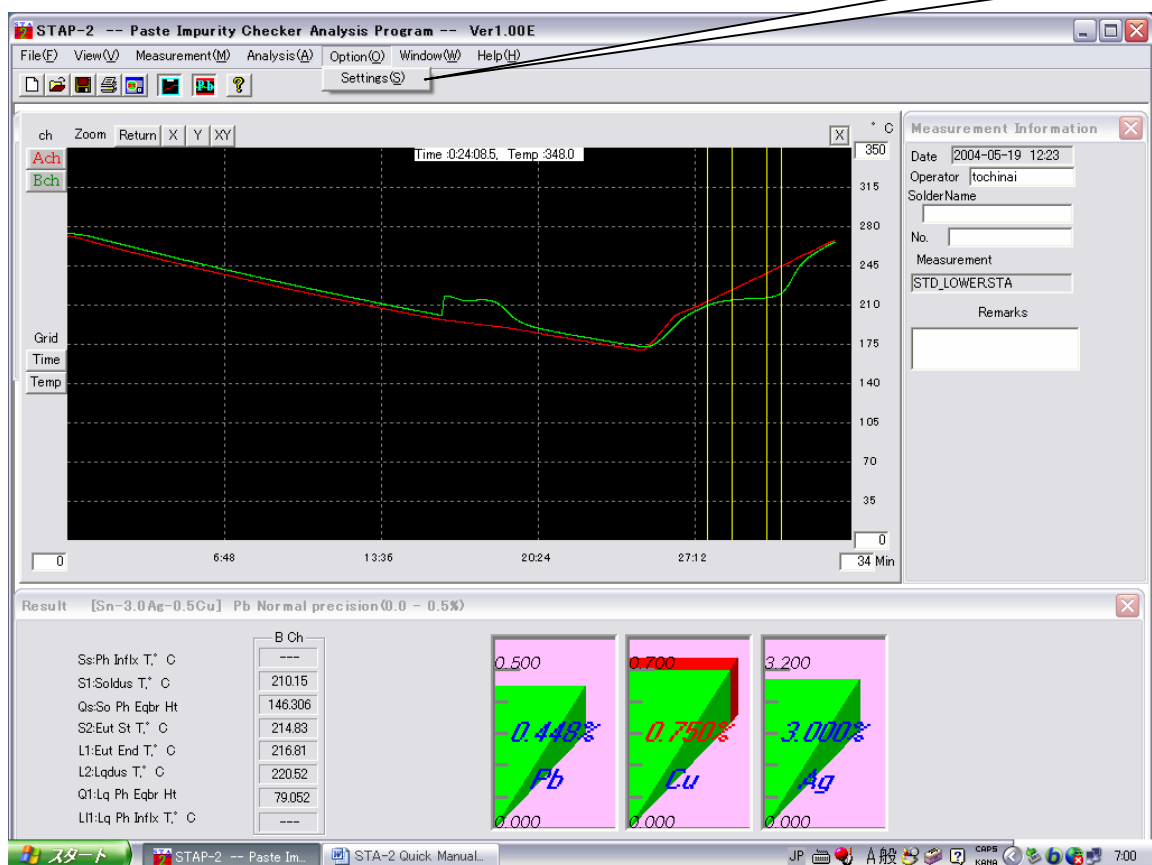 STAP-2 -- Paste Impurity Checker Analysis Program -- Ver1.00E
File(F) View(V) Measurement(M) Analysis(A) Option(O) Window(W) Help(H)
Settings(S)
ch Zoom Return X Y XY X ° C
Ach
Bch
Time :0:24:08.5, Temp :348.0
350
315
280
245
210
175
140
105
70
35
0
Grid
Time
Temp
0 6:48 13:36 20:24 27:12 34 Min
Measurement Information
Date 2004-05-19 12:23
Operator tochinai
SolderName
No.
Measurement
STD_LOWER.STA
Remarks
Result [Sn-3.0Ag-0.5Cu] Pb Normal precision(0.0 - 0.5%)
B Ch
Ss:Ph Inflx T,° C ---
S1:Soldus T,° C 210.15
Qs:So Ph Eqbr Ht 146.306
S2:Eut St T,° C 214.83
L1:Eut End T,° C 216.81
L2:Lqdus T,° C 220.52
Q1:Lq Ph Eqbr Ht 79.052
LI1:Lq Ph Inflx T,° C ---
0.500 0.700 3.200
0.448% 0.750% 3.000%
Pb Cu Ag
0.000 0.000 0.000
スタート STAP-2 -- Paste Im... STA-2 Quick Manual... JP A般 CAPS KANA 7:00